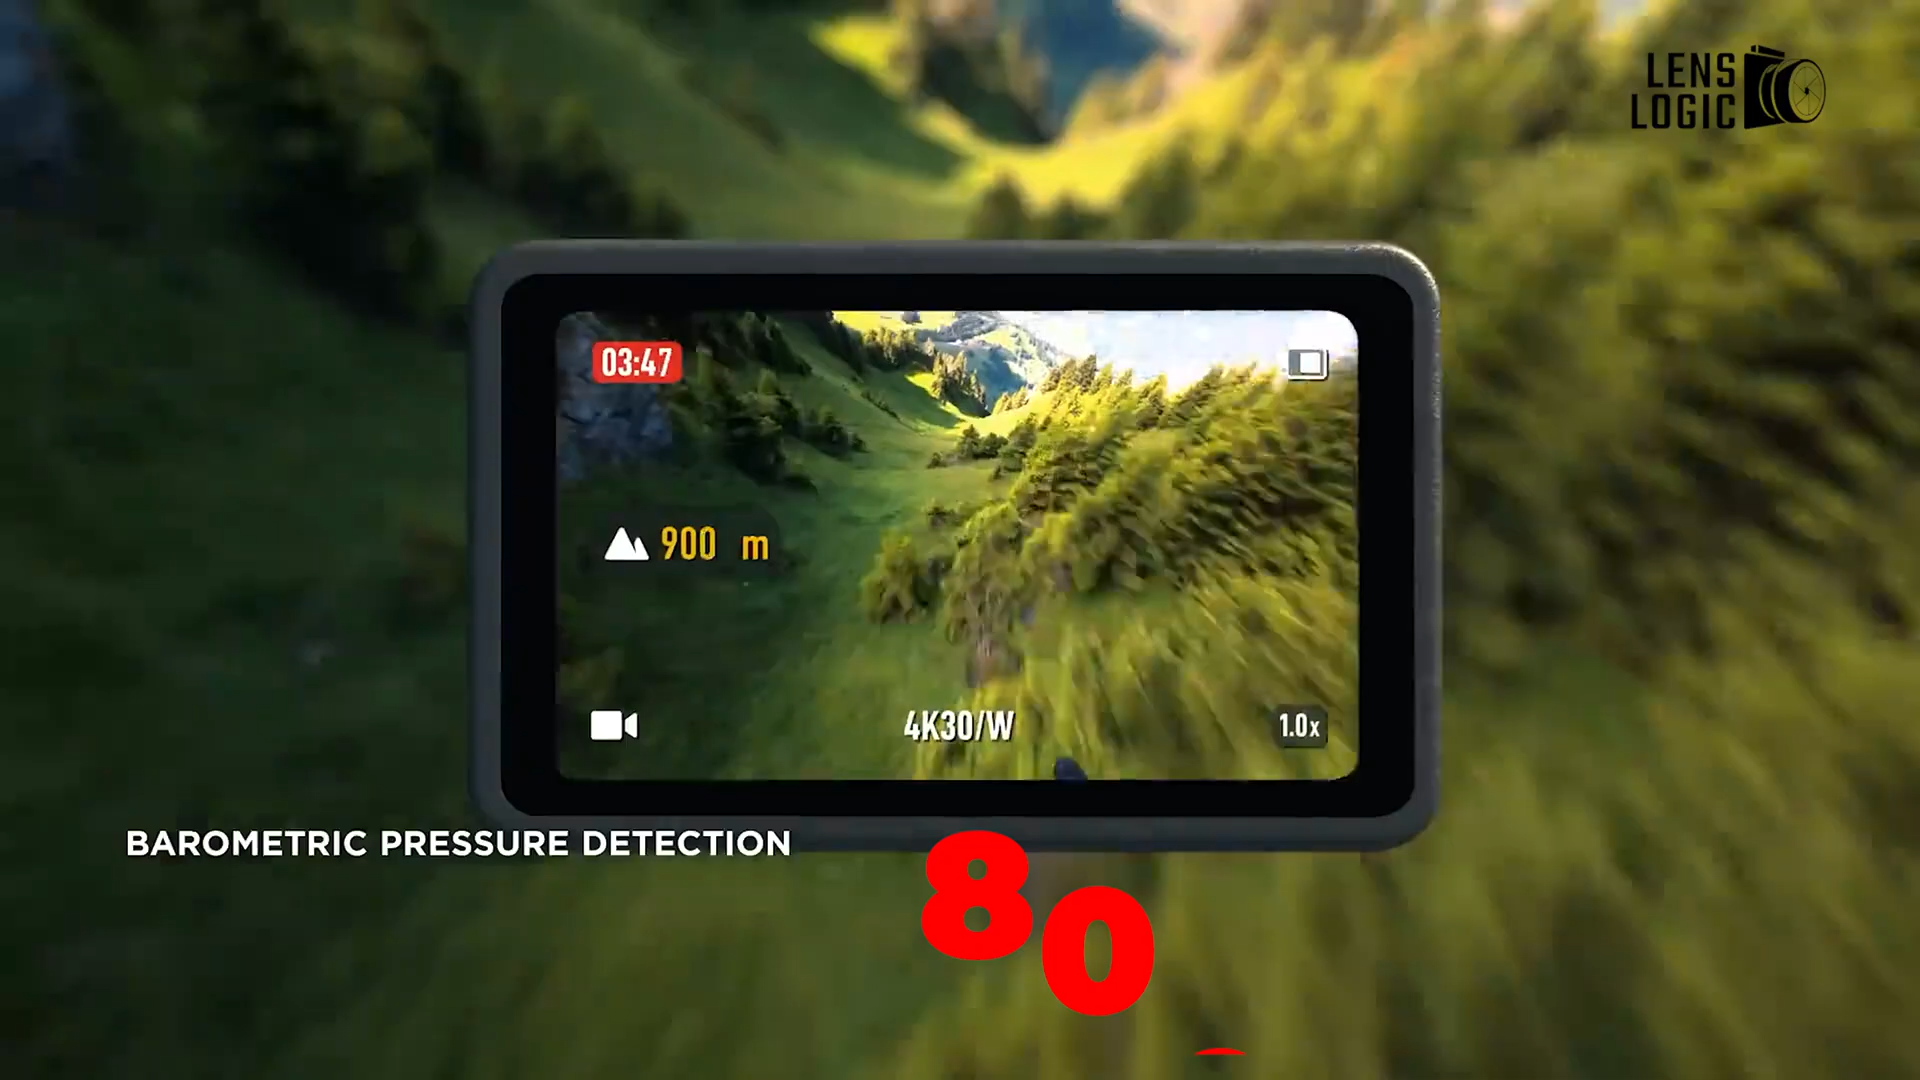 LENS
LOGIC
03:47
900 m
4K30/W
1.0x
BAROMETRIC PRESSURE DETECTION
80